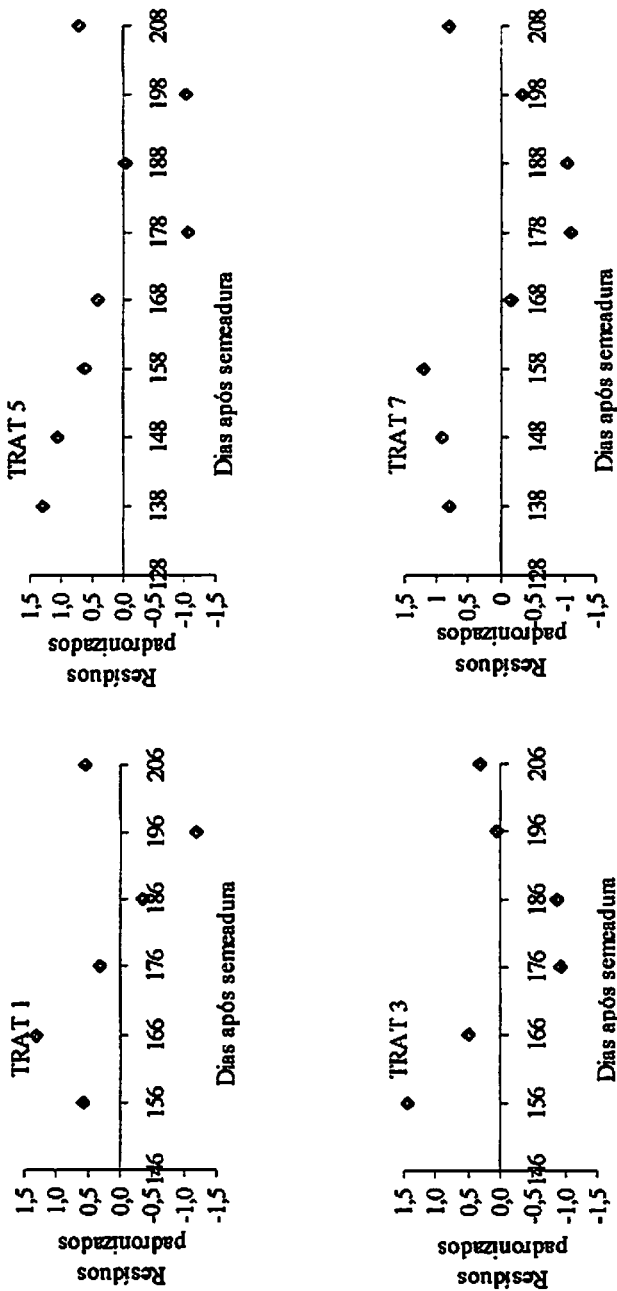 TRAT 1
Resíduos
padronizados
1,5
1,0
0,5
0,0
-0,5
-1,0
-1,5
146 156 166 176 186 196 206
Dias após semeadura
TRAT 5
Resíduos
padronizados
1,5
1,0
0,5
0,0
-0,5
-1,0
-1,5
128 138 148 158 168 178 188 198 208
Dias após semeadura
TRAT 3
Resíduos
padronizados
1,5
1,0
0,5
0,0
-0,5
-1,0
-1,5
146 156 166 176 186 196 206
Dias após semeadura
TRAT 7
Resíduos
padronizados
1,5
1
0,5
0
-0,5
-1
-1,5
128 138 148 158 168 178 188 198 208
Dias após semeadura